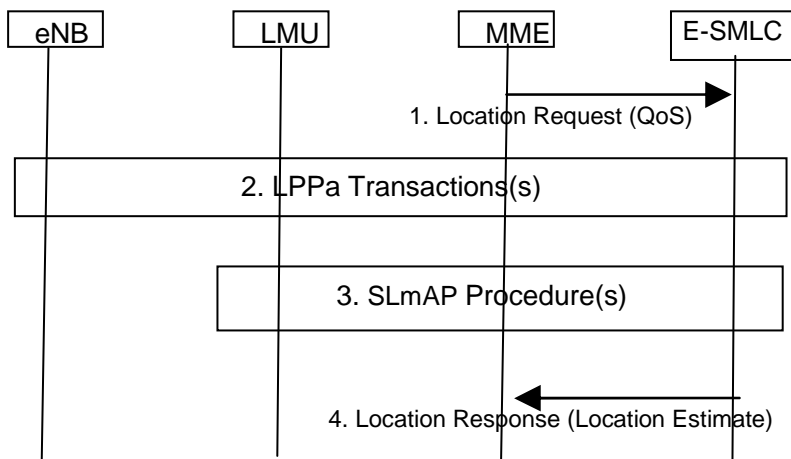 eNB
LMU
MME
E-SMLC
1. Location Request (QoS)
2. LPPa Transactions(s)
3. SLmAP Procedure(s)
4. Location Response (Location Estimate)